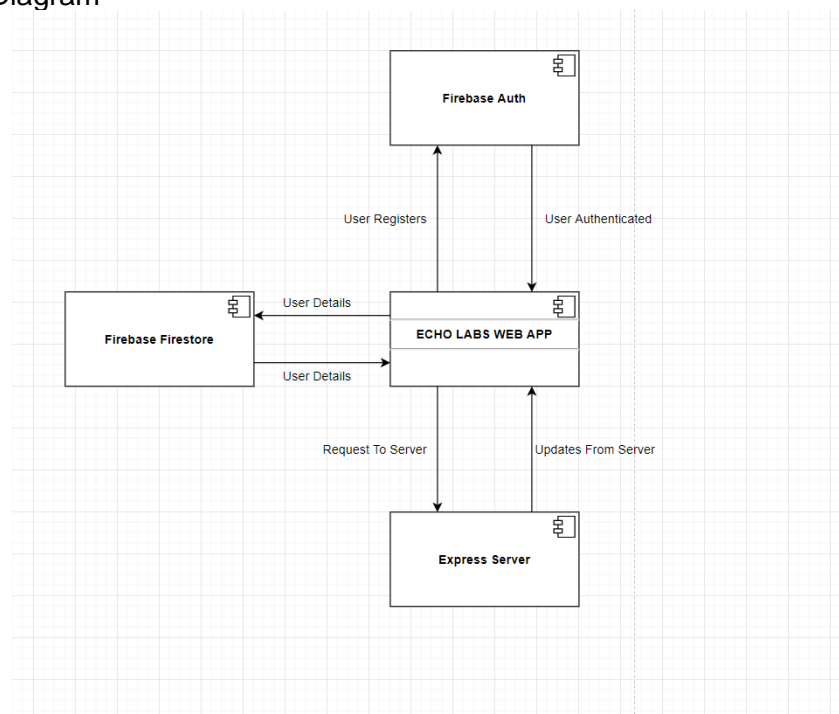 Diagram
Firebase Auth
User Registers
User Authenticated
User Details
Firebase Firestore
ECHO LABS WEB APP
User Details
Request To Server
Updates From Server
Express Server